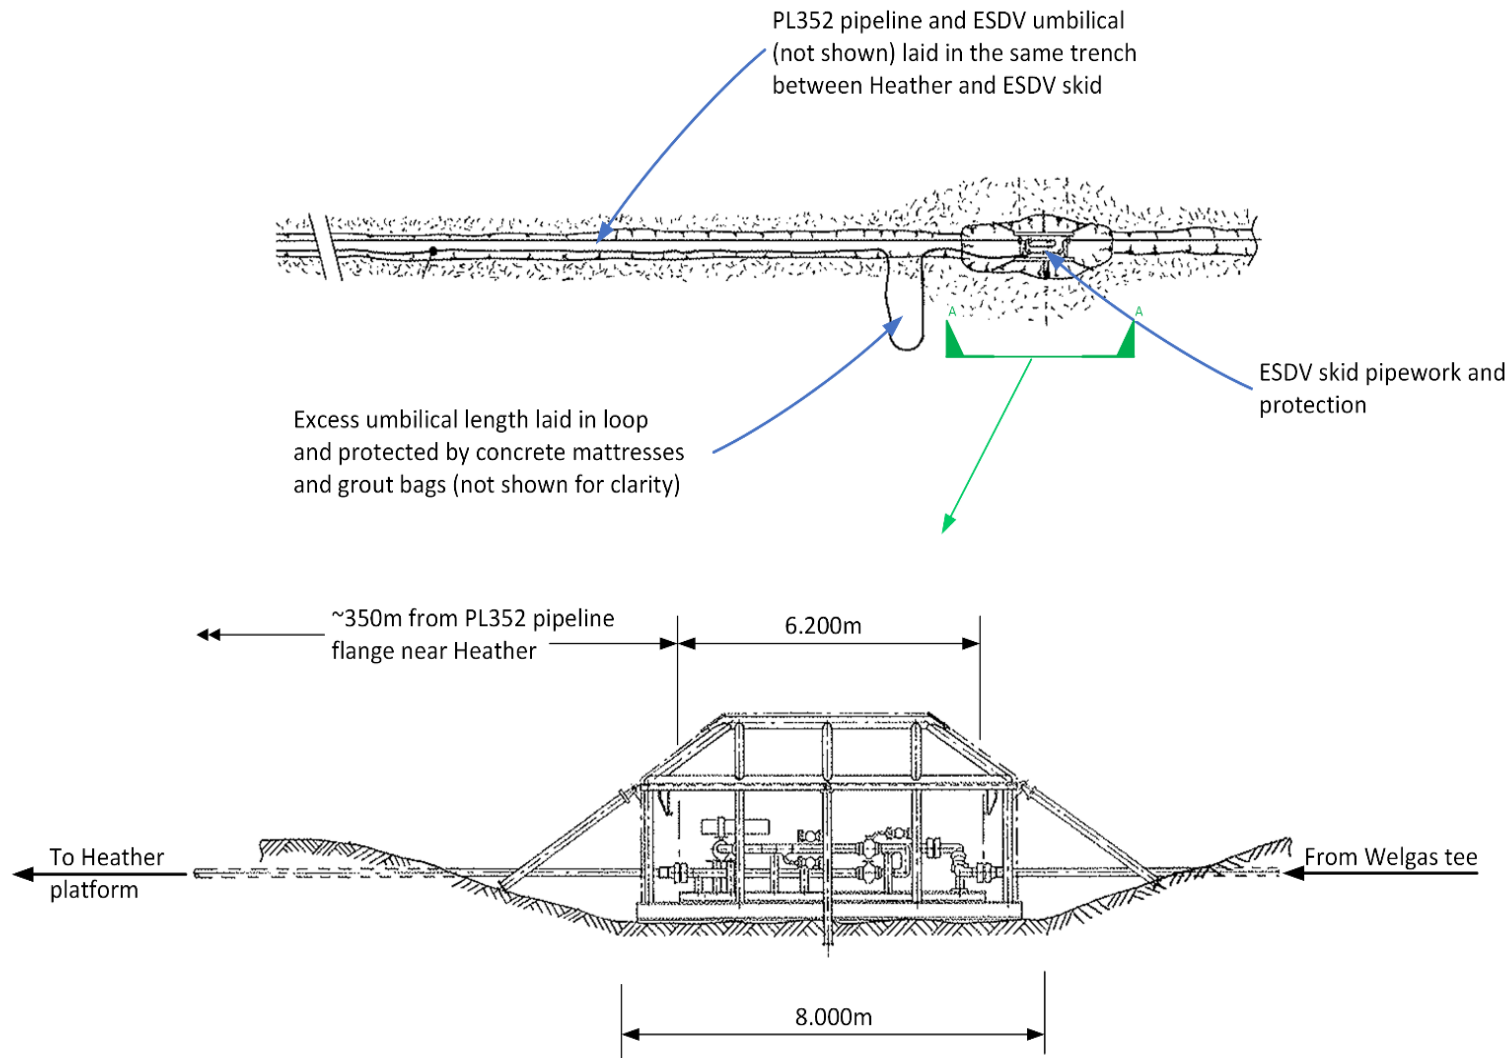 PL352 pipeline and ESDV umbilical
(not shown) laid in the same trench
between Heather and ESDV skid
A
A
ESDV skid pipework and
protection
Excess umbilical length laid in loop
and protected by concrete mattresses
and grout bags (not shown for clarity)
~350m from PL352 pipeline
flange near Heather
6.200m
To Heather
platform
From Welgas tee
8.000m